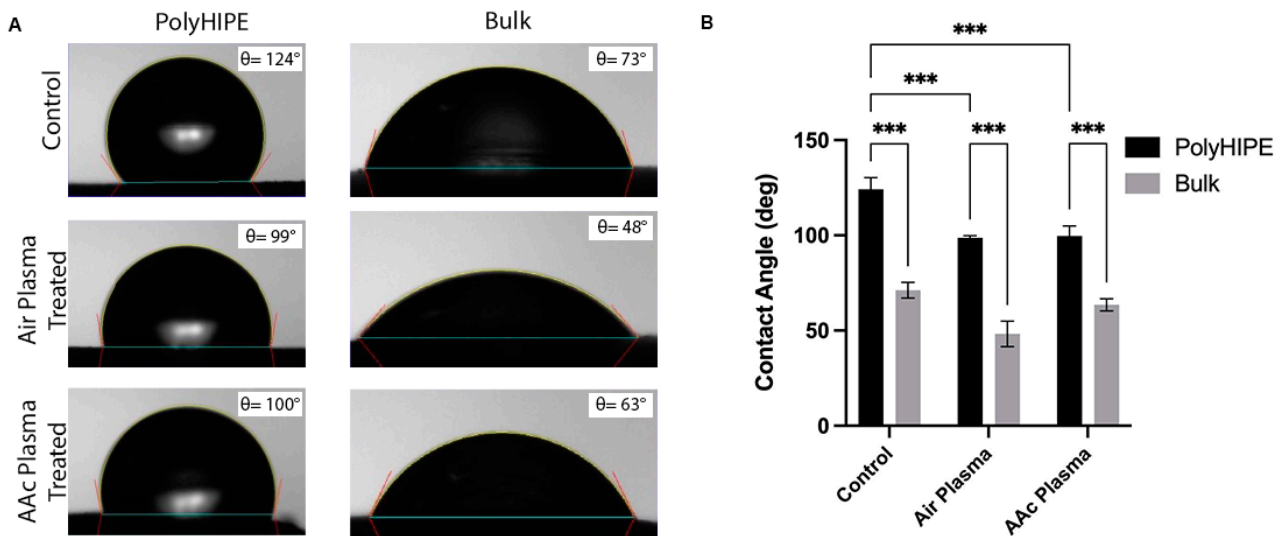 A
PolyHIPE
Bulk
Control
θ= 124°
θ= 73°
Air Plasma
Treated
θ= 99°
θ= 48°
AAc Plasma
Treated
θ= 100°
θ= 63°
B
***
***
***
***
***
PolyHIPE
Bulk
Contact Angle (deg)
150
100
50
0
Control
Air Plasma
AAc Plasma